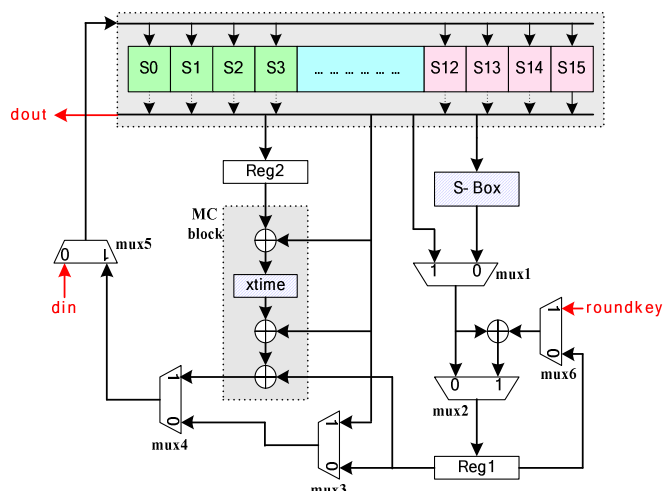 S0 S1 S2 S3 … … … … … … S12 S13 S14 S15
dout
Reg2
S- Box
MC
block
mux5
0 1
din
xtime
1 0
mux1
roundkey
1
0
mux6
0 1
mux2
1
0
mux4
1
0
mux3
Reg1